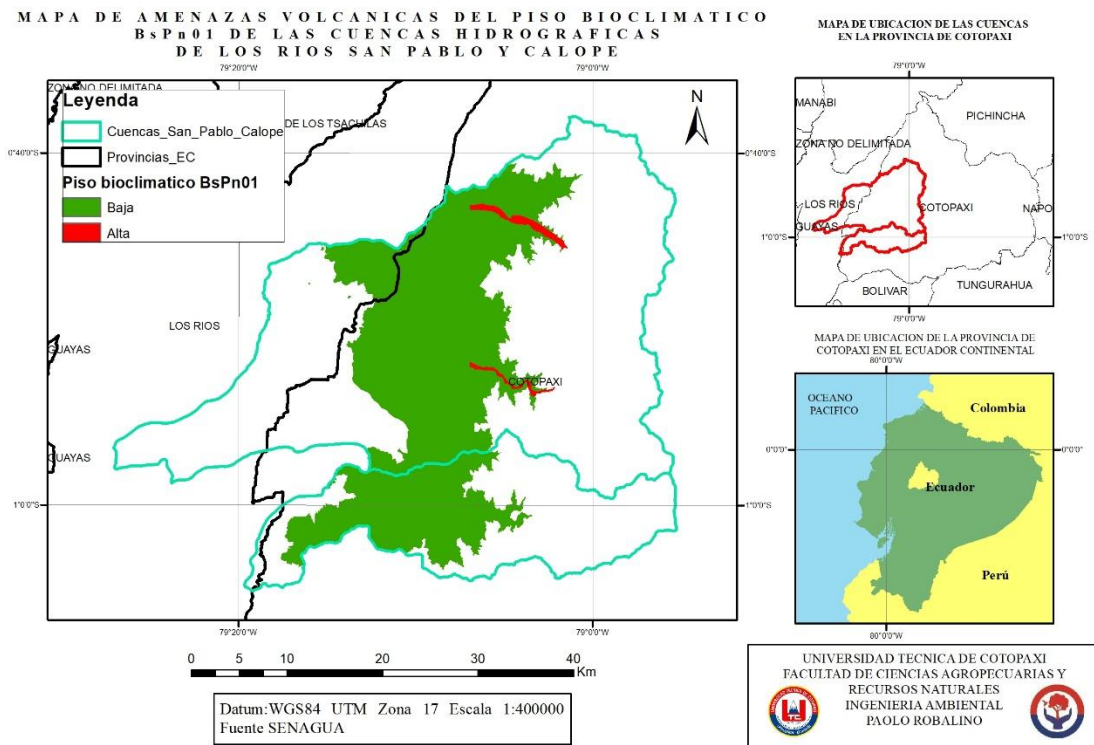 MAPA DE AMENAZAS VOLCANICAS DEL PISO BIOCLIMATICO
BsPn01 DE LAS CUENCAS HIDROGRAFICAS
DE LOS RIOS SAN PABLO Y CALOPE
79°20'0"W
79°0'0"W
ZONA NO DELIMITADA
Leyenda
Cuencas_San_Pablo_Calope
Provincias_EC
Piso bioclimatico BsPn01
Baja
Alta
DE LOS TSACHILAS
N
0°40'0"S
0°40'0"S
LOS RIOS
GUAYAS
COTOPAXI
GUAYAS
1°0'0"S
1°0'0"S
79°20'0"W
79°0'0"W
0 5 10 20 30 40
Km
Datum:WGS84 UTM Zona 17 Escala 1:400000
Fuente SENAGUA
MAPA DE UBICACION DE LAS CUENCAS
EN LA PROVINCIA DE COTOPAXI
79°0'0"W
MANABI
PICHINCHA
ZONA NO DELIMITADA
LOS RIOS
COTOPAXI
NAPO
GUAYAS
1°0'0"S
1°0'0"S
BOLIVAR
TUNGURAHUA
79°0'0"W
MAPA DE UBICACION DE LA PROVINCIA DE
COTOPAXI EN EL ECUADOR CONTINENTAL
80°0'0"W
OCEANO
PACIFICO
Colombia
0°0'0"
0°0'0"
Ecuador
Perú
80°0'0"W
UNIVERSIDAD TECNICA DE COTOPAXI
FACULTAD DE CIENCIAS AGROPECUARIAS Y
RECURSOS NATURALES
INGENIERIA AMBIENTAL
PAOLO ROBALINO